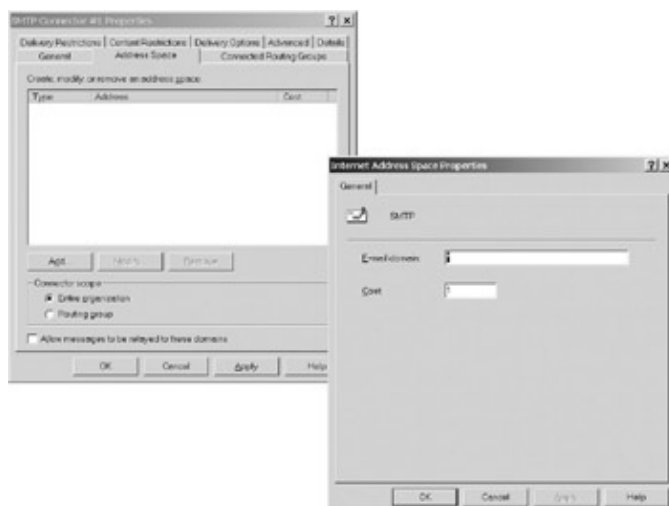 SMTP Connector #1 Properties
Delivery Restrictions Content Restrictions Delivery Options Advanced Details
General Address Space Connected Routing Groups
Create, modify, or remove an address space.
Type Address Cost
Add... Modify... Remove
Connector scope
Entire organization
Routing group
Allow messages to be relayed to these domains
OK Cancel Apply Help
Internet Address Space Properties
General
SMTP
E-mail domain:
Cost: 1
OK Cancel Apply Help